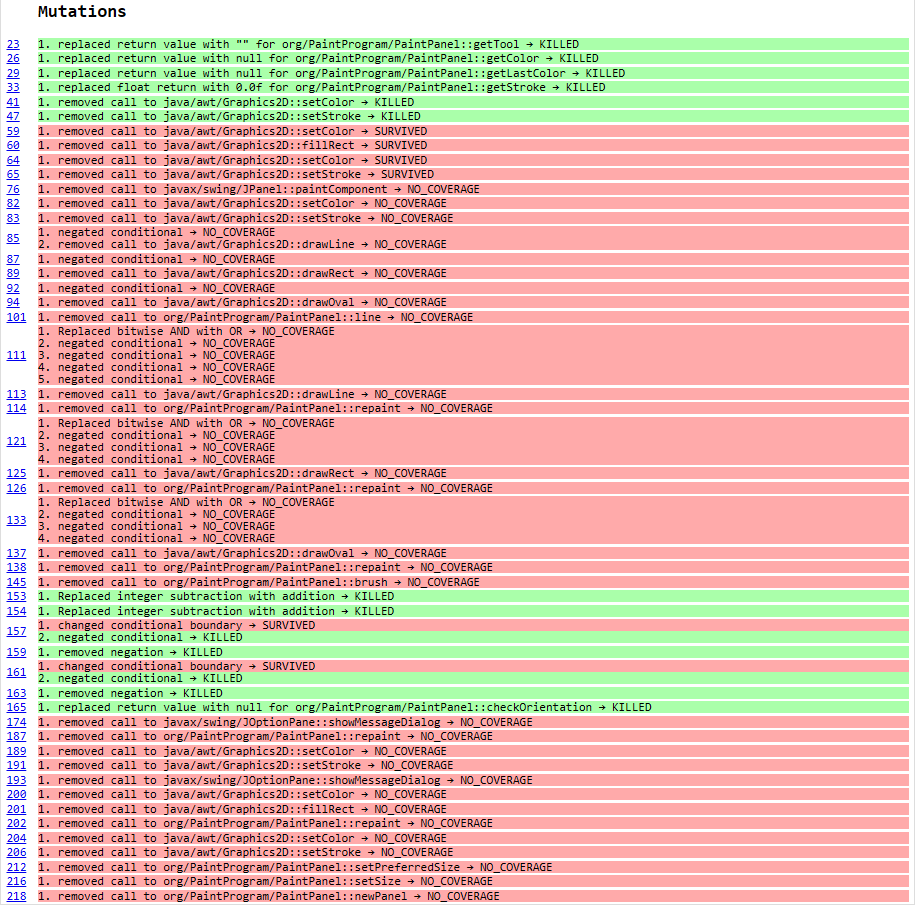 Mutations
23 1. replaced return value with "" for org/PaintProgram/PaintPanel::getTool → KILLED
26 1. replaced return value with null for org/PaintProgram/PaintPanel::getColor → KILLED
29 1. replaced return value with null for org/PaintProgram/PaintPanel::getLastColor → KILLED
33 1. replaced float return with 0.0f for org/PaintProgram/PaintPanel::getStroke → KILLED
41 1. removed call to java/awt/Graphics2D::setColor → KILLED
47 1. removed call to java/awt/Graphics2D::setStroke → KILLED
59 1. removed call to java/awt/Graphics2D::setColor → SURVIVED
60 1. removed call to java/awt/Graphics2D::fillRect → SURVIVED
64 1. removed call to java/awt/Graphics2D::setColor → SURVIVED
65 1. removed call to java/awt/Graphics2D::setStroke → SURVIVED
76 1. removed call to javax/swing/JPanel::paintComponent → NO_COVERAGE
82 1. removed call to java/awt/Graphics2D::setColor → NO_COVERAGE
83 1. removed call to java/awt/Graphics2D::setStroke → NO_COVERAGE
85 1. negated conditional → NO_COVERAGE
2. removed call to java/awt/Graphics2D::drawLine → NO_COVERAGE
87 1. negated conditional → NO_COVERAGE
89 1. removed call to java/awt/Graphics2D::drawRect → NO_COVERAGE
92 1. negated conditional → NO_COVERAGE
94 1. removed call to java/awt/Graphics2D::drawOval → NO_COVERAGE
101 1. removed call to org/PaintProgram/PaintPanel::line → NO_COVERAGE
111 1. Replaced bitwise AND with OR → NO_COVERAGE
2. negated conditional → NO_COVERAGE
3. negated conditional → NO_COVERAGE
4. negated conditional → NO_COVERAGE
5. negated conditional → NO_COVERAGE
113 1. removed call to java/awt/Graphics2D::drawLine → NO_COVERAGE
114 1. removed call to org/PaintProgram/PaintPanel::repaint → NO_COVERAGE
121 1. Replaced bitwise AND with OR → NO_COVERAGE
2. negated conditional → NO_COVERAGE
3. negated conditional → NO_COVERAGE
4. negated conditional → NO_COVERAGE
125 1. removed call to java/awt/Graphics2D::drawRect → NO_COVERAGE
126 1. removed call to org/PaintProgram/PaintPanel::repaint → NO_COVERAGE
133 1. Replaced bitwise AND with OR → NO_COVERAGE
2. negated conditional → NO_COVERAGE
3. negated conditional → NO_COVERAGE
4. negated conditional → NO_COVERAGE
137 1. removed call to java/awt/Graphics2D::drawOval → NO_COVERAGE
138 1. removed call to org/PaintProgram/PaintPanel::repaint → NO_COVERAGE
145 1. removed call to org/PaintProgram/PaintPanel::brush → NO_COVERAGE
153 1. Replaced integer subtraction with addition → KILLED
154 1. Replaced integer subtraction with addition → KILLED
157 1. changed conditional boundary → SURVIVED
2. negated conditional → KILLED
159 1. removed negation → KILLED
161 1. changed conditional boundary → SURVIVED
2. negated conditional → KILLED
163 1. removed negation → KILLED
165 1. replaced return value with null for org/PaintProgram/PaintPanel::checkOrientation → KILLED
174 1. removed call to javax/swing/JOptionPane::showMessageDialog → NO_COVERAGE
187 1. removed call to org/PaintProgram/PaintPanel::repaint → NO_COVERAGE
189 1. removed call to java/awt/Graphics2D::setColor → NO_COVERAGE
191 1. removed call to java/awt/Graphics2D::setStroke → NO_COVERAGE
193 1. removed call to javax/swing/JOptionPane::showMessageDialog → NO_COVERAGE
200 1. removed call to java/awt/Graphics2D::setColor → NO_COVERAGE
201 1. removed call to java/awt/Graphics2D::fillRect → NO_COVERAGE
202 1. removed call to org/PaintProgram/PaintPanel::repaint → NO_COVERAGE
204 1. removed call to java/awt/Graphics2D::setColor → NO_COVERAGE
206 1. removed call to java/awt/Graphics2D::setStroke → NO_COVERAGE
212 1. removed call to org/PaintProgram/PaintPanel::setPreferredSize → NO_COVERAGE
216 1. removed call to org/PaintProgram/PaintPanel::setSize → NO_COVERAGE
218 1. removed call to org/PaintProgram/PaintPanel::newPanel → NO_COVERAGE